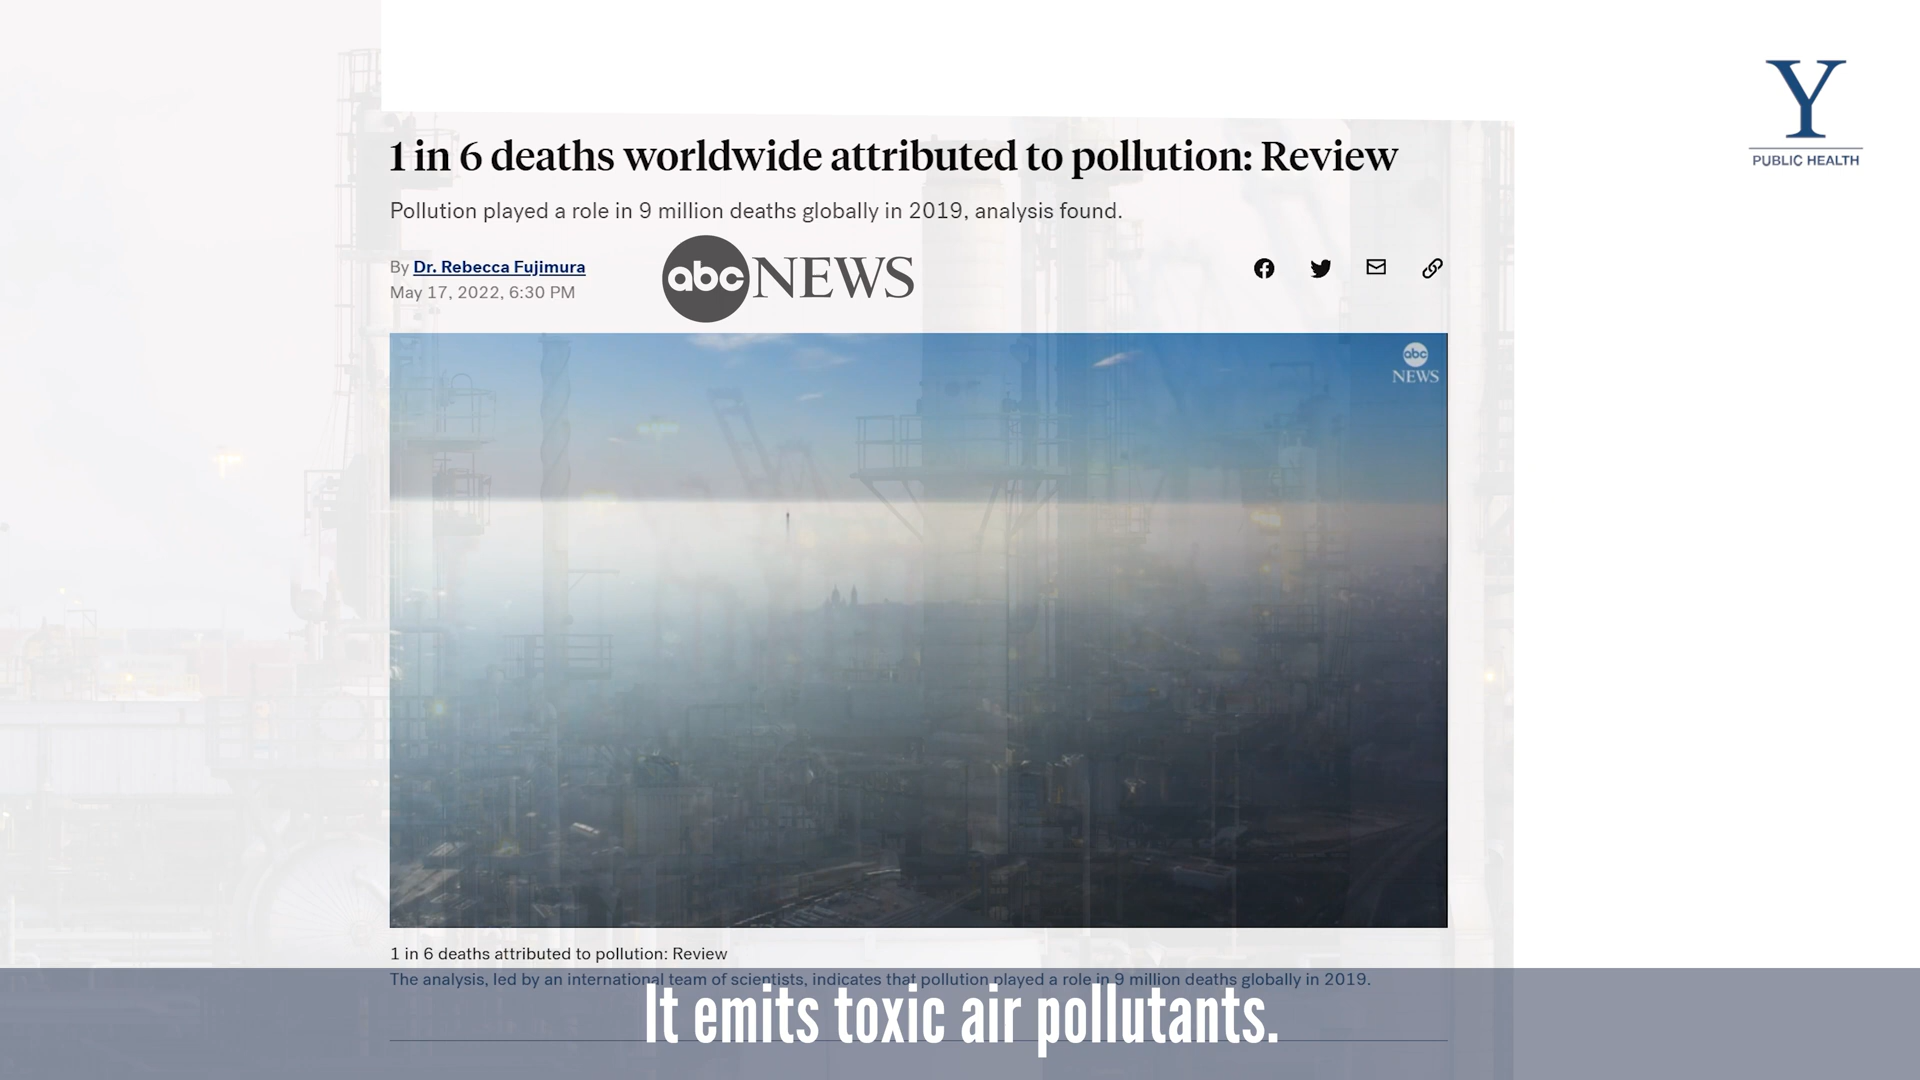 Y
PUBLIC HEALTH
1 in 6 deaths worldwide attributed to pollution: Review
Pollution played a role in 9 million deaths globally in 2019, analysis found.
By Dr. Rebecca Fujimura
May 17, 2022, 6:30 PM
abc NEWS
abc
NEWS
1 in 6 deaths attributed to pollution: Review
The analysis, led by an international team of scientists, indicates that pollution played a role in 9 million deaths globally in 2019.
It emits toxic air pollutants.